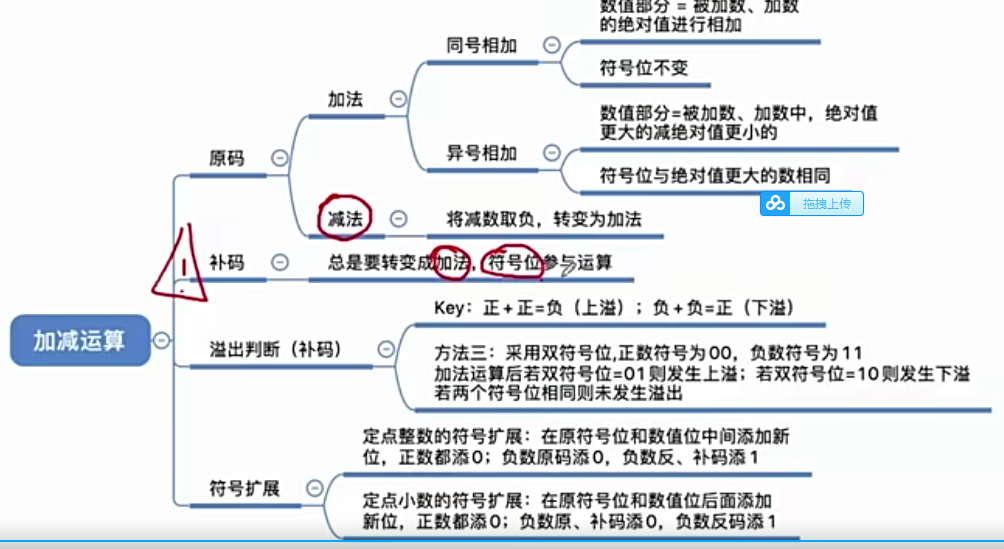 数值部分 = 被加数、加数
的绝对值进行相加
同号相加
符号位不变
加法
数值部分=被加数、加数中，绝对值
更大的减绝对值更小的
异号相加
原码
符号位与绝对值更大的数相同
拖拽上传
减法
将减数取负，转变为加法
补码
总是要转变成加法，符号位参与运算
Key：正+正=负（上溢）；负+负=正（下溢）
加减运算
溢出判断（补码）
方法三：采用双符号位,正数符号为00，负数符号为11
加法运算后若双符号位=01则发生上溢；若双符号位=10则发生下溢
若两个符号位相同则未发生溢出
定点整数的符号扩展：在原符号位和数值位中间添加新
位，正数都添0；负数原码添0，负数反、补码添1
符号扩展
定点小数的符号扩展：在原符号位和数值位后面添加
新位，正数都添0；负数原、补码添0，负数反码添1